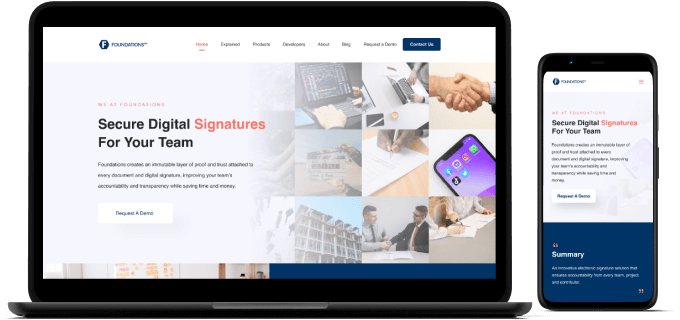 FOUNDATIONS
Home Explained Products Developers About Blog Request a Demo Contact Us
WE AT FOUNDATIONS
Secure Digital Signatures
For Your Team
Foundations creates an immutable layer of proof and trust attached to
every document and digital signature, improving your team's
accountability and transparency while saving time and money.
Request A Demo
FOUNDATIONS
WE AT FOUNDATIONS
Secure Digital Signatures
For Your Team
Foundations creates an immutable layer of
proof and trust attached to every
document and digital signature, improving
your team's accountability and
transparency while saving time and
money.
Request A Demo
“
Summary
An innovative electronic signature solution that
ensures accountability from every team, project,
and contributor.
”